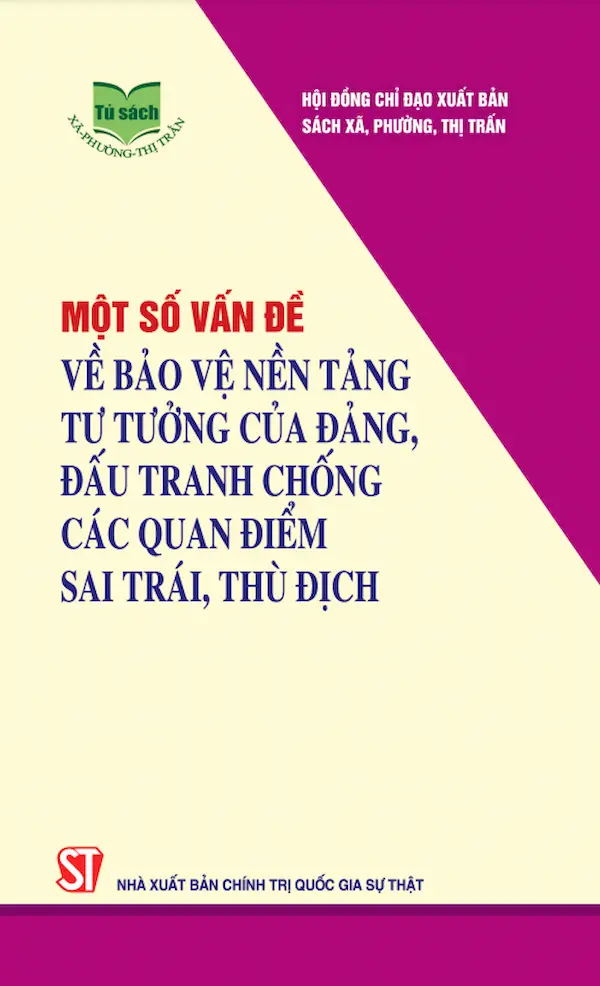 Tủ sách
XÃ-PHƯỜNG-THỊ TRẤN
HỘI ĐỒNG CHỈ ĐẠO XUẤT BẢN
SÁCH XÃ, PHƯỜNG, THỊ TRẤN
MỘT SỐ VẤN ĐỀ
VỀ BẢO VỆ NỀN TẢNG
TƯ TƯỞNG CỦA ĐẢNG,
ĐẤU TRANH CHỐNG
CÁC QUAN ĐIỂM
SAI TRÁI, THÙ ĐỊCH
ST
NHÀ XUẤT BẢN CHÍNH TRỊ QUỐC GIA SỰ THẬT